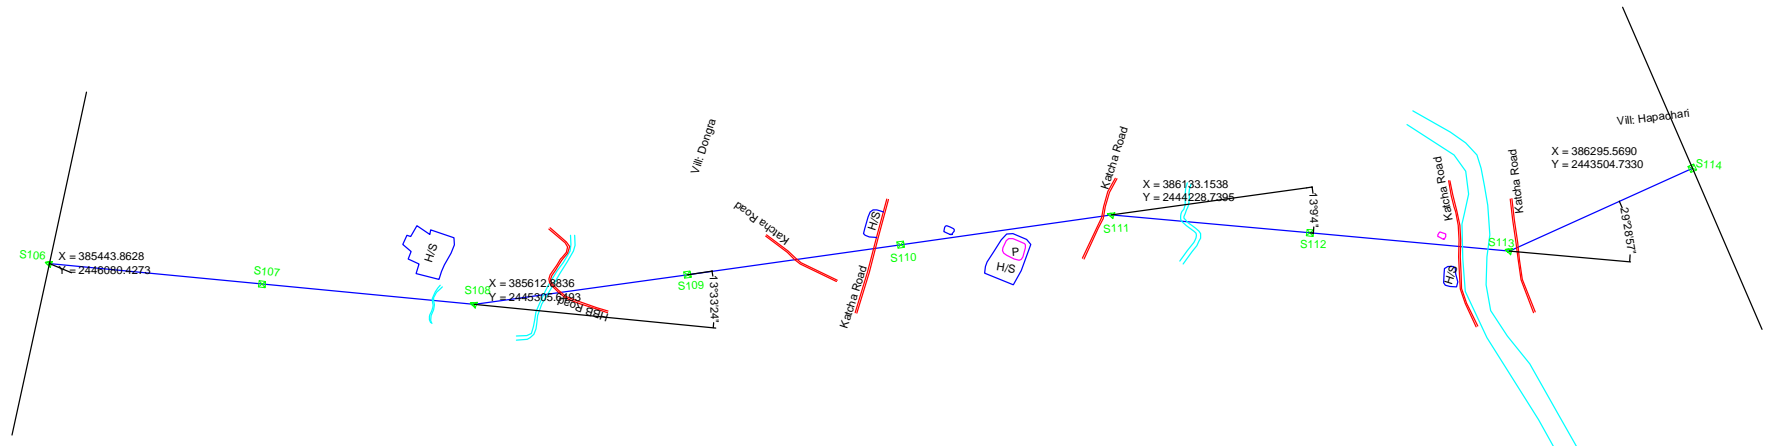 S106
X = 385443.8628
Y = 2446080.4273
S107
H/S
S108
X = 385612.8836
Y = 2445305.6493
HBB Road
S109
13°33'24"
Vill: Dongra
Katcha Road
Katcha Road
H/S
S110
P
H/S
Katcha Road
S111
X = 386133.1538
Y = 2444228.7395
13°9'4"
S112
Katcha Road
H/S
Katcha Road
S113
X = 386295.5690
Y = 2443504.7330
29°28'57"
Vill: Hapachari
S114